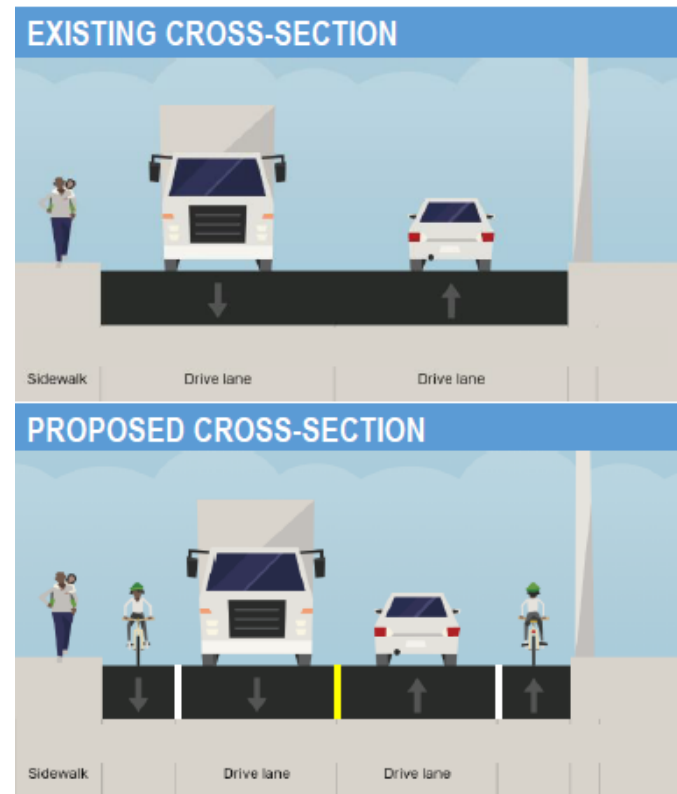 EXISTING CROSS-SECTION
Sidewalk Drive lane Drive lane
PROPOSED CROSS-SECTION
Sidewalk Drive lane Drive lane